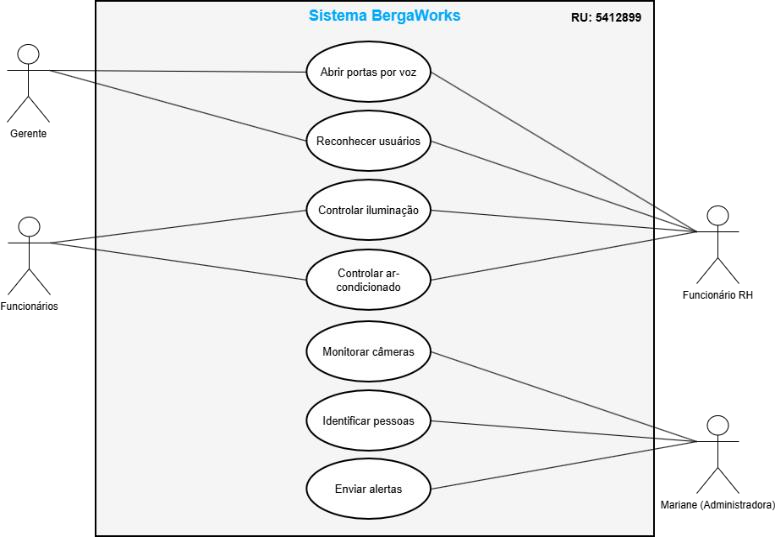 Sistema BergaWorks
RU: 5412899
Abrir portas por voz
Gerente
Reconhecer usuários
Controlar iluminação
Controlar ar-
condicionado
Funcionários
Funcionário RH
Monitorar câmeras
Identificar pessoas
Enviar alertas
Mariane (Administradora)